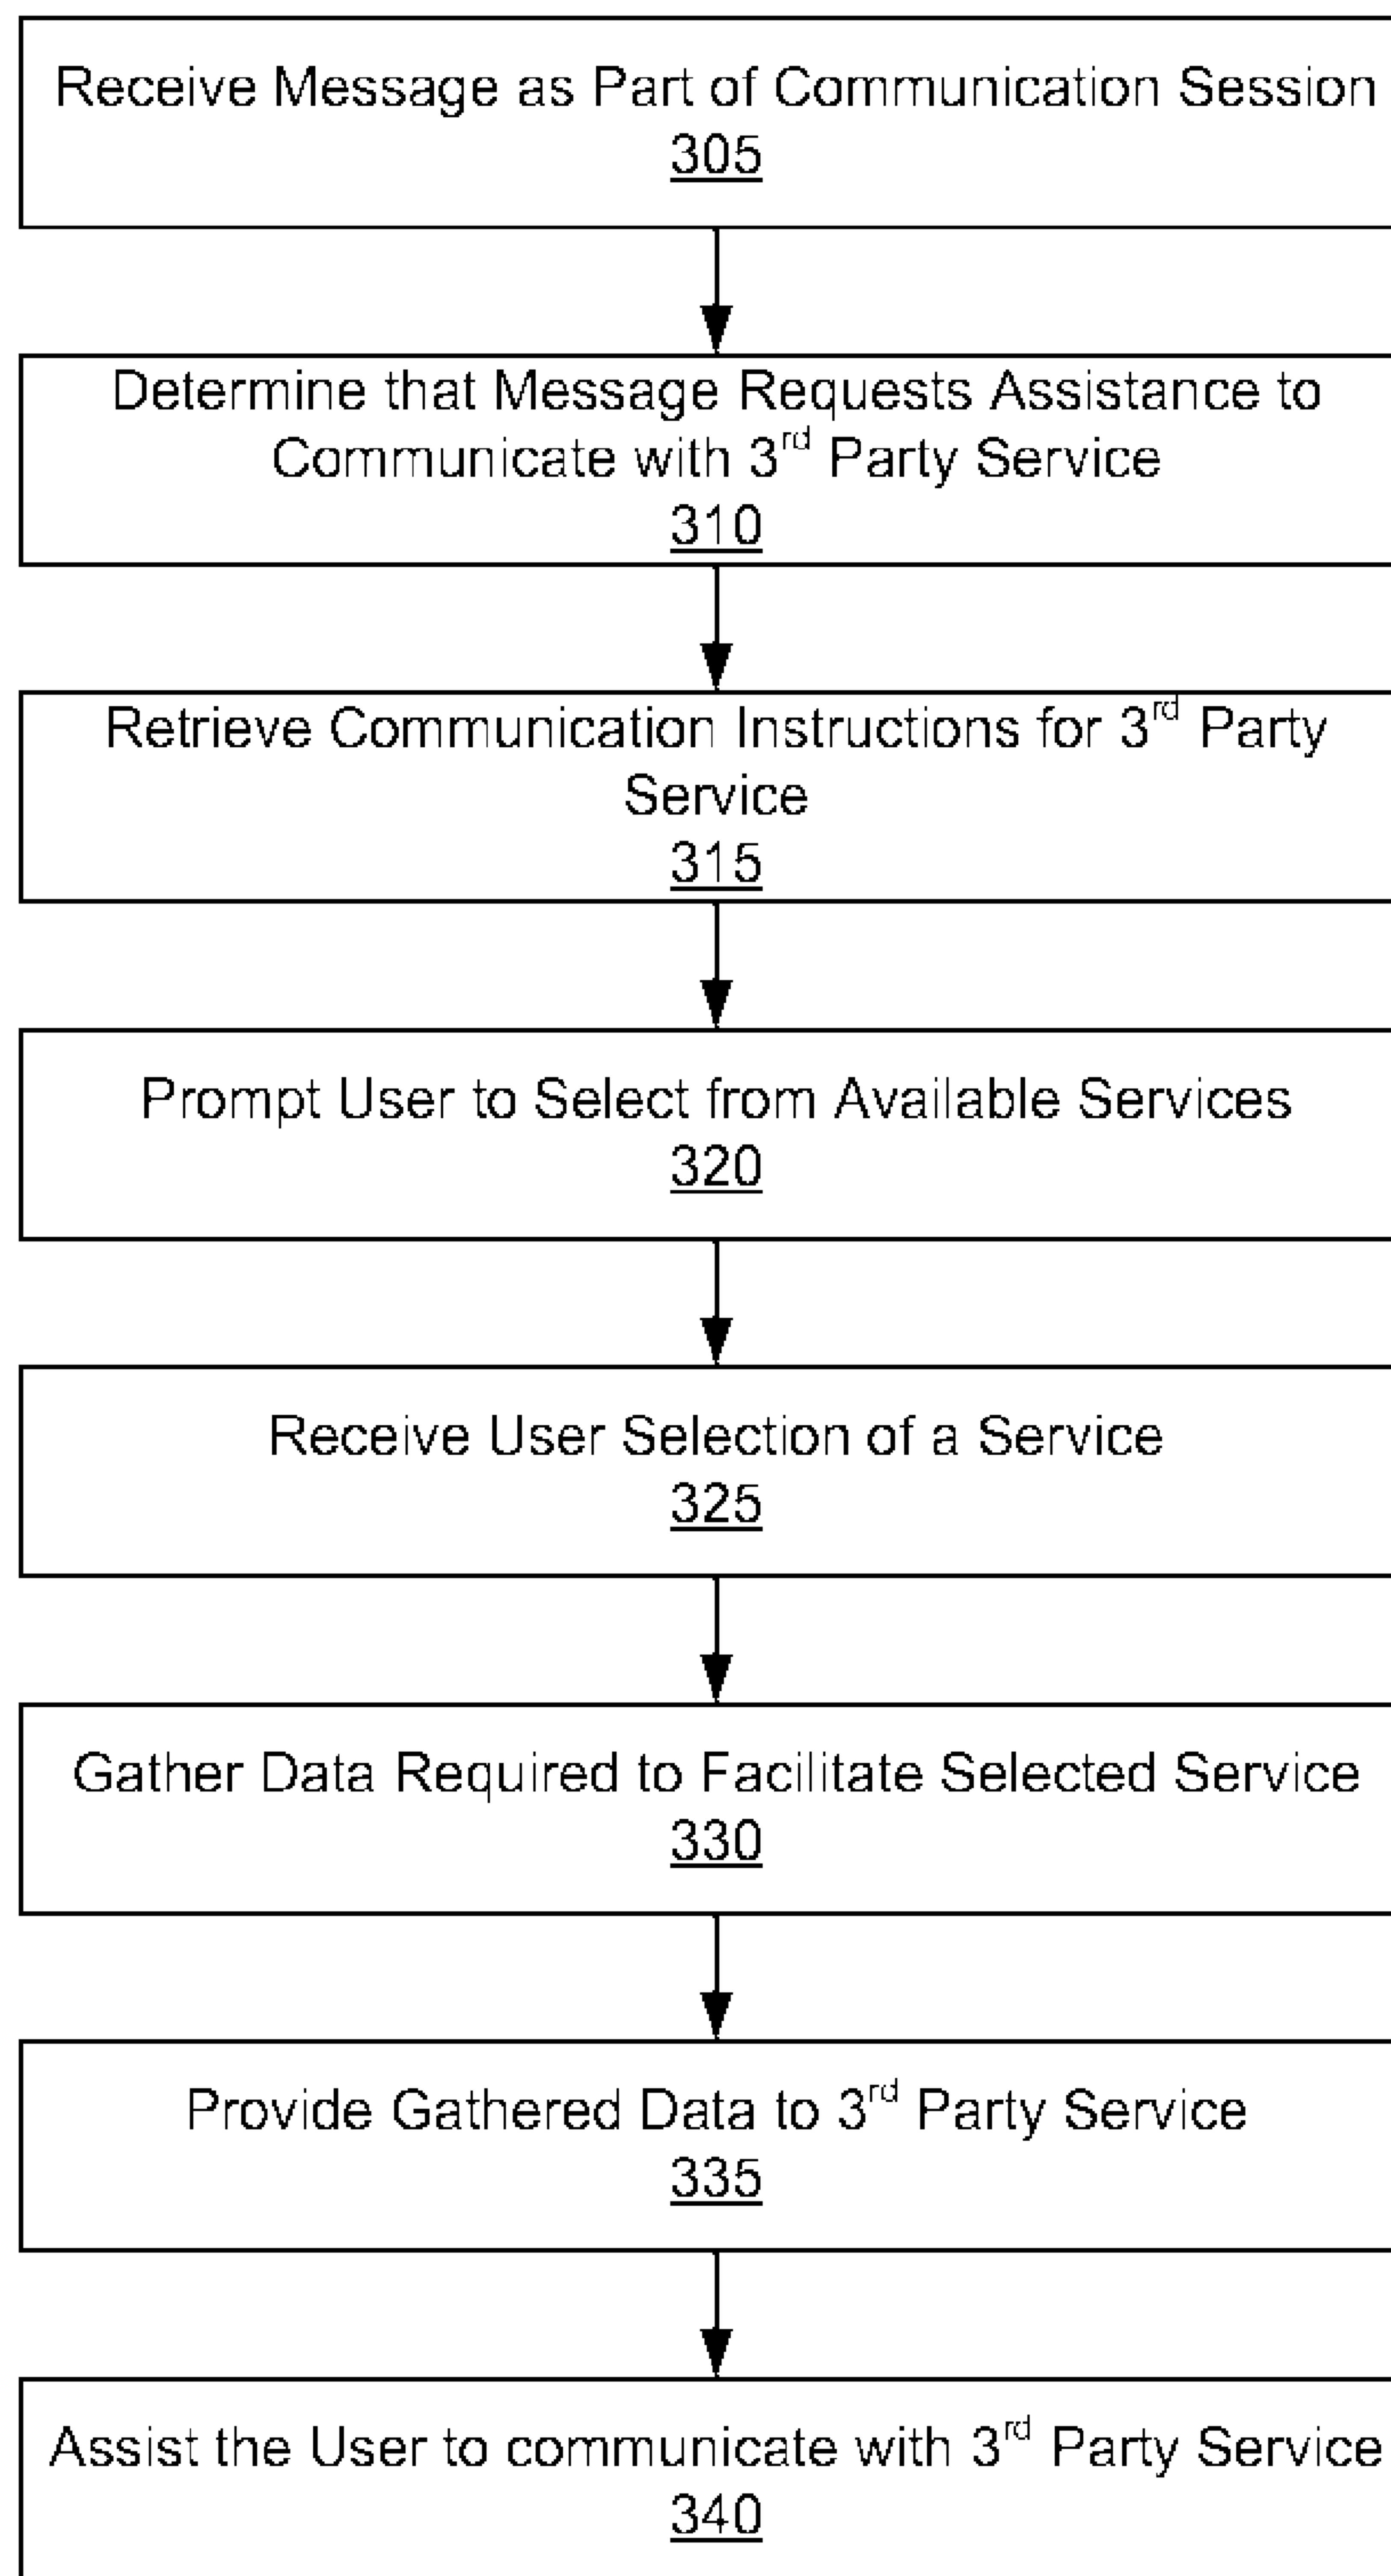 Receive Message as Part of Communication Session
305
Determine that Message Requests Assistance to
Communicate with 3rd Party Service
310
Retrieve Communication Instructions for 3rd Party
Service
315
Prompt User to Select from Available Services
320
Receive User Selection of a Service
325
Gather Data Required to Facilitate Selected Service
330
Provide Gathered Data to 3rd Party Service
335
Assist the User to communicate with 3rd Party Service
340